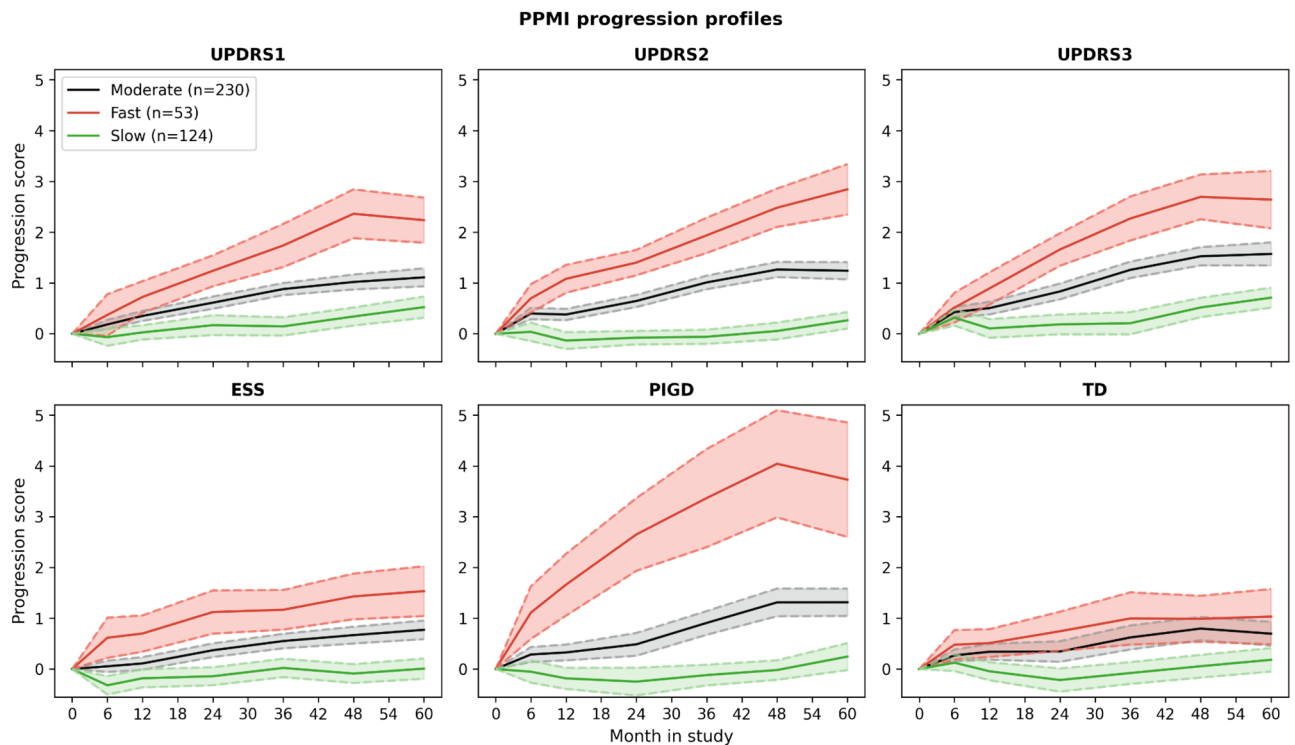 PPMI progression profiles
UPDRS1
UPDRS2
UPDRS3
5
4
3
2
1
0
Progression score
Moderate (n=230)
Fast (n=53)
Slow (n=124)
5
4
3
2
1
0
5
4
3
2
1
0
ESS
PIGD
TD
5
4
3
2
1
0
Progression score
5
4
3
2
1
0
5
4
3
2
1
0
0 6 12 18 24 30 36 42 48 54 60
0 6 12 18 24 30 36 42 48 54 60
0 6 12 18 24 30 36 42 48 54 60
Month in study